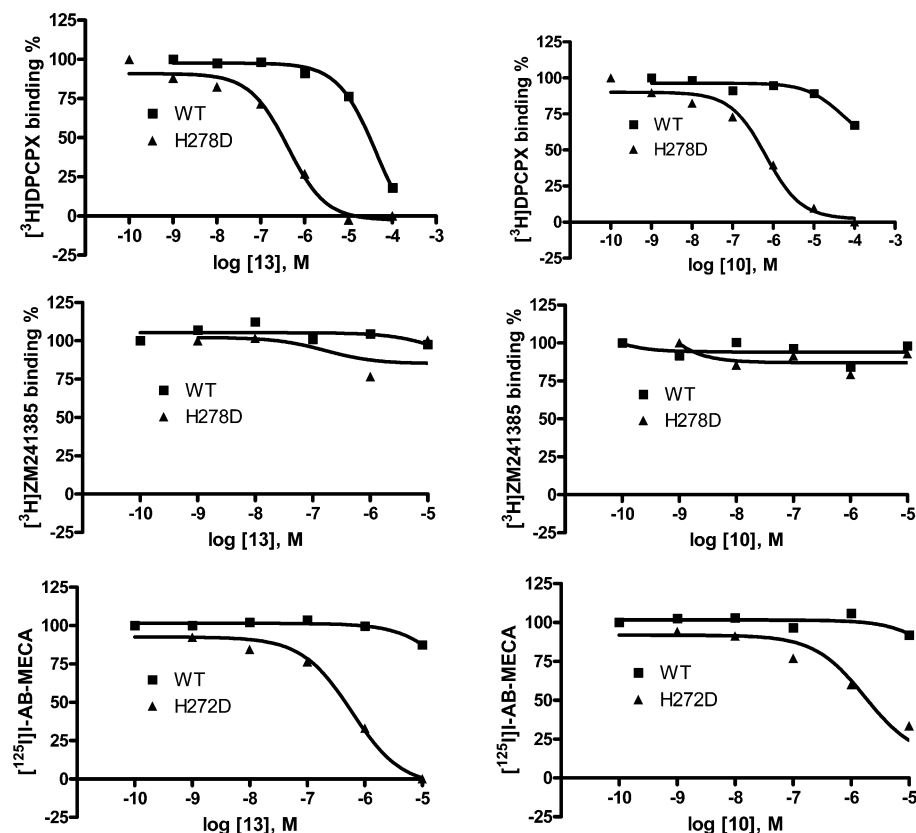 125
100
75
50
25
0
-25
[³H]DPCPX binding %
WT
H278D
-10 -9 -8 -7 -6 -5 -4 -3
log [13], M
125
100
75
50
25
0
-25
[³H]DPCPX binding %
WT
H278D
-10 -9 -8 -7 -6 -5 -4 -3
log [10], M
125
100
75
50
25
0
-25
[³H]ZM241385 binding %
WT
H278D
-10 -9 -8 -7 -6 -5
log [13], M
125
100
75
50
25
0
-25
[³H]ZM241385 binding %
WT
H278D
-10 -9 -8 -7 -6 -5
log [10], M
125
100
75
50
25
0
-25
[¹²⁵I]I-AB-MECA
WT
H272D
-10 -9 -8 -7 -6 -5
log [13], M
125
100
75
50
25
0
-25
[¹²⁵I]I-AB-MECA
WT
H272D
-10 -9 -8 -7 -6 -5
log [10], M